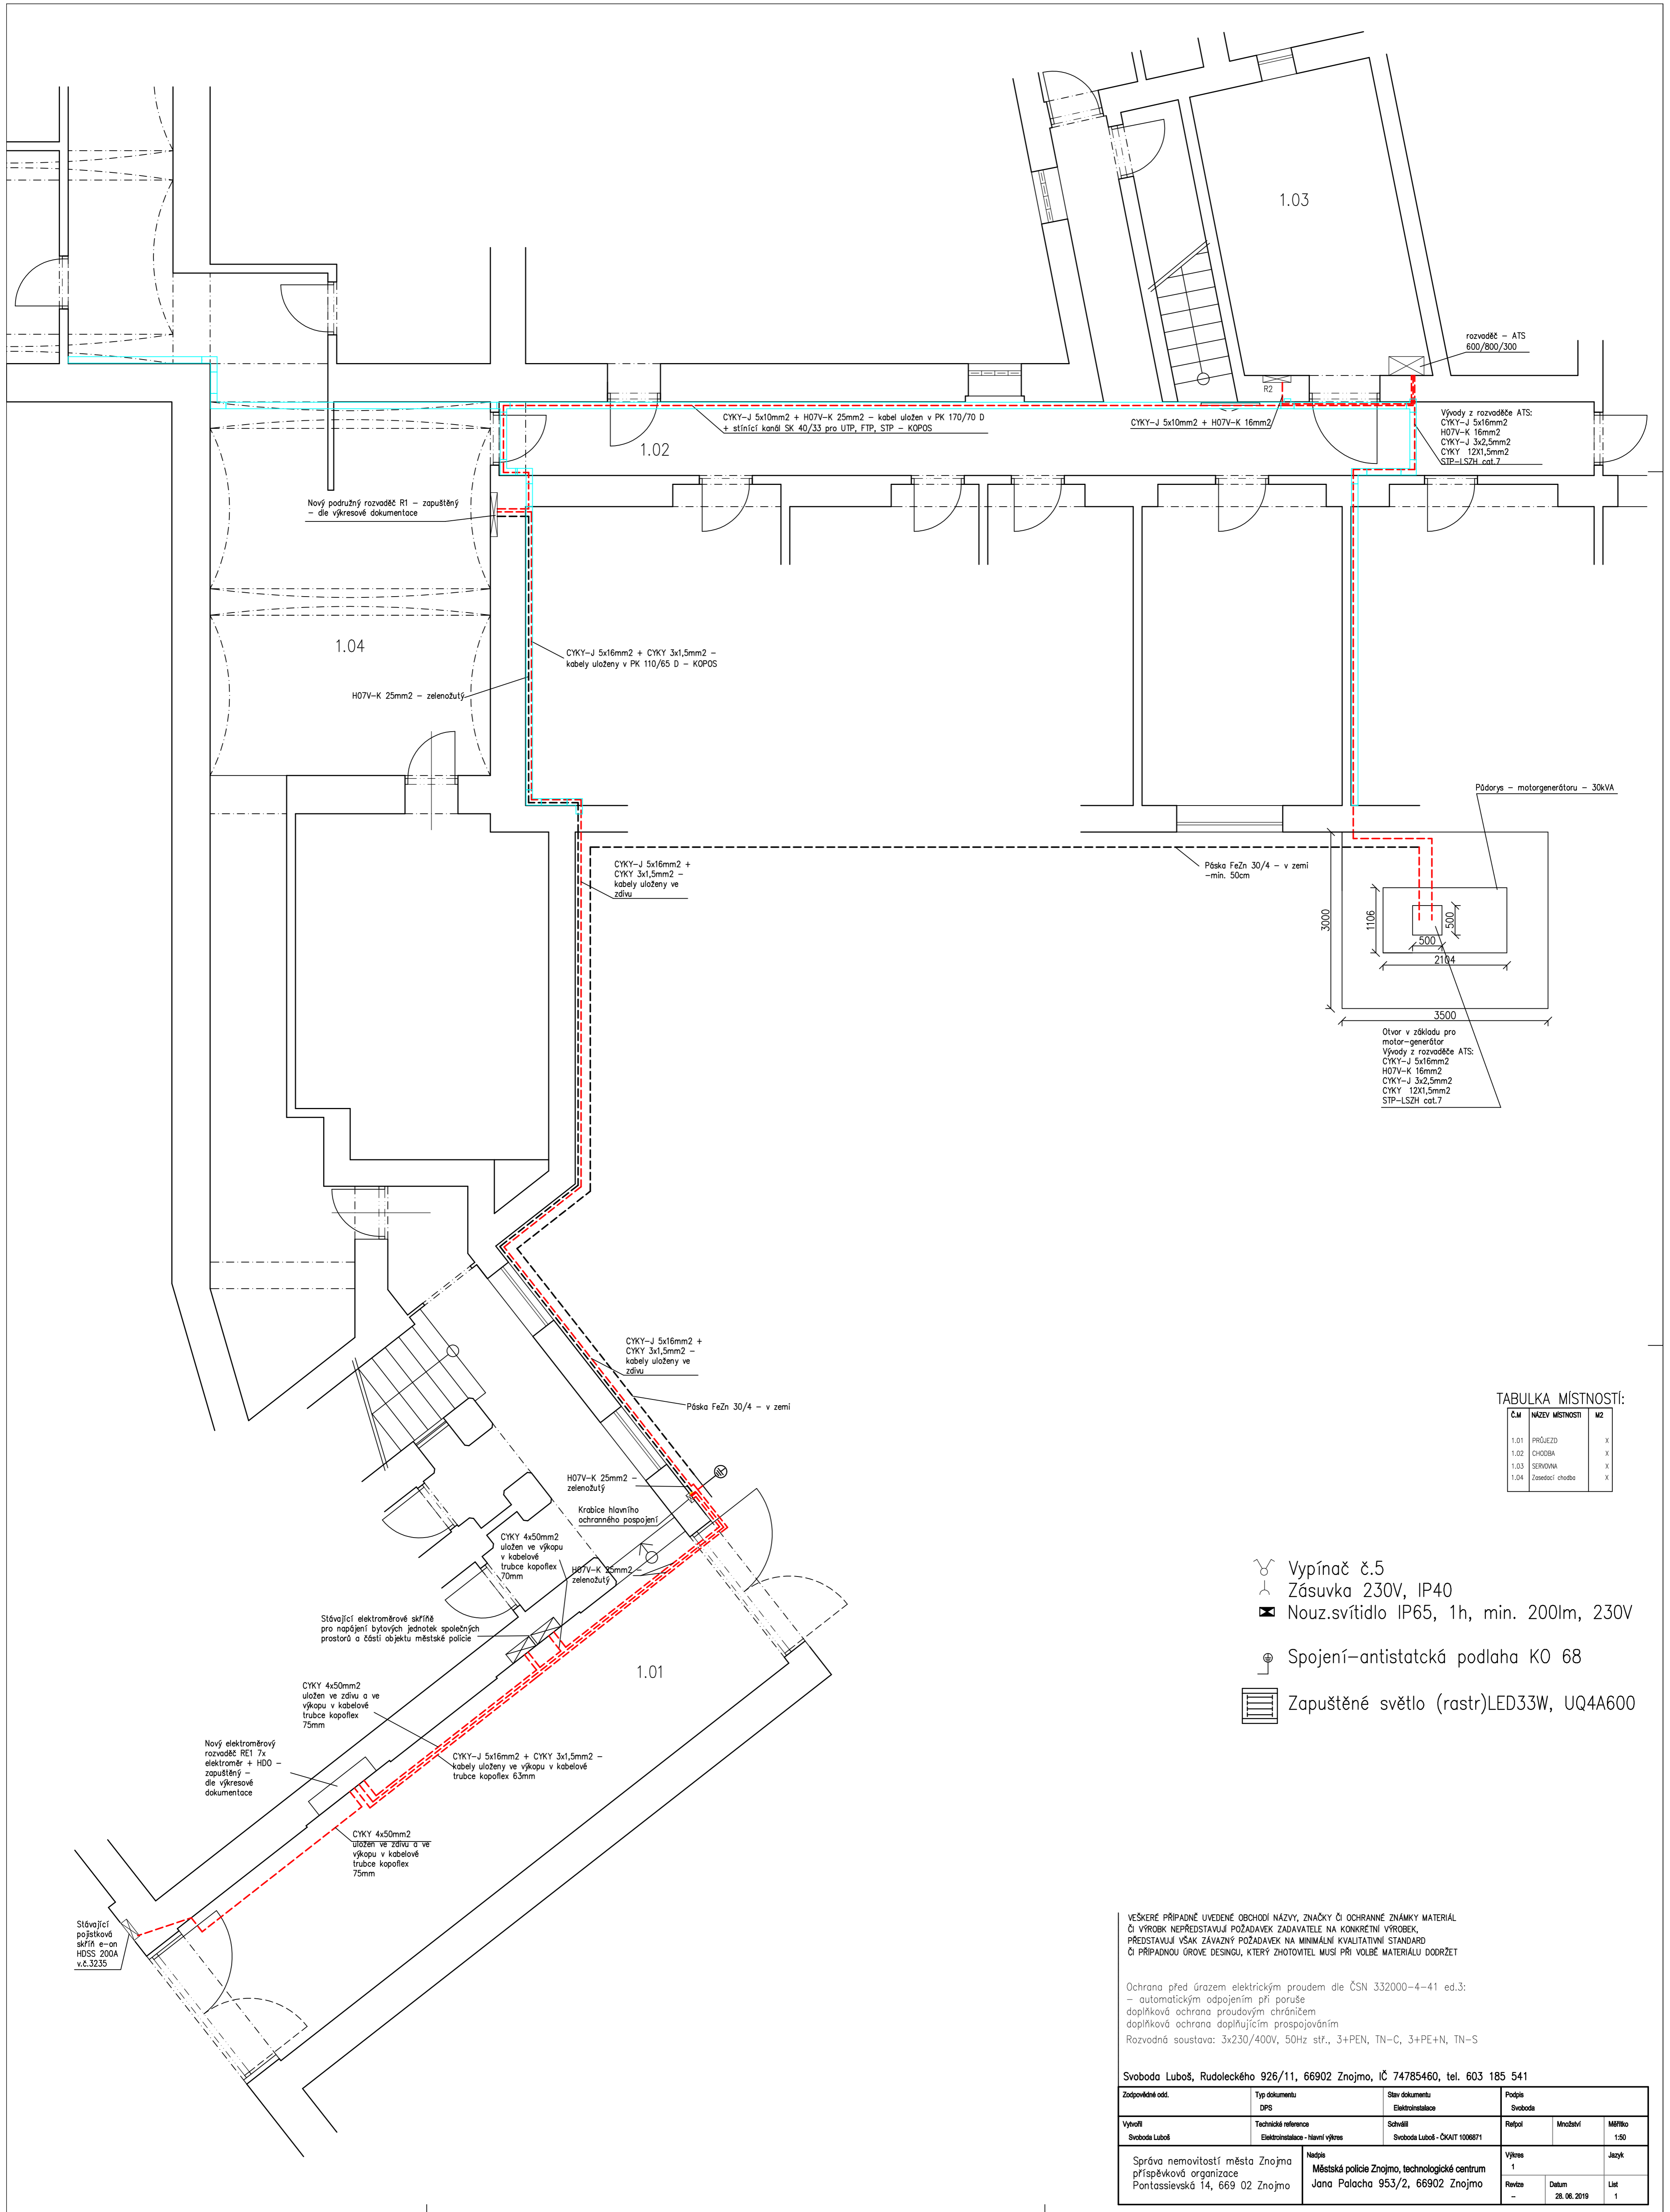 1.03
rozvaděč – ATS
600/800/300
R2
CYKY–J 5x10mm2 + H07V–K 25mm2 – kabel uložen v PK 170/70 D
+ stínící kanál SK 40/33 pro UTP, FTP, STP – KOPOS
CYKY–J 5x10mm2 + H07V–K 16mm2
Vývody z rozvaděče ATS:
CYKY–J 5x16mm2
H07V–K 16mm2
CYKY–J 3x2,5mm2
CYKY 12X1,5mm2
STP–LSZH cat.7
1.02
Nový podružný rozvaděč R1 – zapuštěný
– dle výkresové dokumentace
1.04
CYKY–J 5x16mm2 + CYKY 3x1,5mm2 –
kabely uloženy v PK 110/65 D – KOPOS
H07V–K 25mm2 – zelenožutý
Půdorys – motorgenerátoru – 30kVA
CYKY–J 5x16mm2 +
CYKY 3x1,5mm2 –
kabely uloženy ve
zdivu
Páska FeZn 30/4 – v zemi
–min. 50cm
3000
1106
500
500
2104
3500
Otvor v základu pro
motor–generátor
Vývody z rozvaděče ATS:
CYKY–J 5x16mm2
H07V–K 16mm2
CYKY–J 3x2,5mm2
CYKY 12X1,5mm2
STP–LSZH cat.7
CYKY–J 5x16mm2 +
CYKY 3x1,5mm2 –
kabely uloženy ve
zdivu
Páska FeZn 30/4 – v zemi
TABULKA MÍSTNOSTÍ:
Č.M NÁZEV MÍSTNOSTI M2
1.01 PRŮJEZD X
1.02 CHODBA X
1.03 SERVOVNA X
1.04 Zasedací chodba X
H07V–K 25mm2 –
zelenožutý
Krabice hlavního
ochranného pospojení
CYKY 4x50mm2
uložen ve výkopu
v kabelové
trubce kopoflex
70mm
H07V–K 25mm2 –
zelenožutý
Vypínač č.5
Zásuvka 230V, IP40
Nouz.svítidlo IP65, 1h, min. 200lm, 230V
Spojení–antistatcká podlaha KO 68
Zapuštěné světlo (rastr)LED33W, UQ4A600
Stávající elektroměrové skříňě
pro napájení bytových jednotek společných
prostorů a části objektu městské policie
1.01
CYKY 4x50mm2
uložen ve zdivu a ve
výkopu v kabelové
trubce kopoflex
75mm
Nový elektroměrový
rozvaděč RE1 7x
elektroměr + HDO –
zapuštěný –
dle výkresové
dokumentace
CYKY–J 5x16mm2 + CYKY 3x1,5mm2 –
kabely uloženy ve výkopu v kabelové
trubce kopoflex 63mm
CYKY 4x50mm2
uložen ve zdivu a ve
výkopu v kabelové
trubce kopoflex
75mm
Stávající
pojistková
skříň e–on
HDSS 200A
v.č.3235
VEŠKERÉ PŘÍPADNĚ UVEDENÉ OBCHODÍ NÁZVY, ZNAČKY ČI OCHRANNÉ ZNÁMKY MATERIÁL
ČI VÝROBK NEPŘEDSTAVUJÍ POŽADAVEK ZADAVATELE NA KONKRÉTNÍ VÝROBEK,
PŘEDSTAVUJÍ VŠAK ZÁVAZNÝ POŽADAVEK NA MINIMÁLNÍ KVALITATIVNÍ STANDARD
ČI PŘÍPADNOU ÚROVE DESINGU, KTERÝ ZHOTOVITEL MUSÍ PŘI VOLBĚ MATERIÁLU DODRŽET
Ochrana před úrazem elektrickým proudem dle ČSN 332000–4–41 ed.3:
– automatickým odpojením při poruše
doplňková ochrana proudovým chráničem
doplňková ochrana doplňujícím prospojováním
Rozvodná soustava: 3x230/400V, 50Hz stř., 3+PEN, TN–C, 3+PE+N, TN–S
Svoboda Luboš, Rudoleckého 926/11, 66902 Znojmo, IČ 74785460, tel. 603 185 541
Zodpovědné odd. Typ dokumentu Stav dokumentu Podpis
DPS Elektroinstalace Svoboda
Vytvořil Technické reference Schválil Refpol Množství Měřítko
Svoboda Luboš Elektroinstalace - hlavní výkres Svoboda Luboš - ČKAIT 1006871 1:50
Správa nemovitostí města Znojma
příspěvková organizace
Pontassievská 14, 669 02 Znojmo
Nadpis
Městská policie Znojmo, technologické centrum
Jana Palacha 953/2, 66902 Znojmo
Výkres Jazyk
1
Revize Datum List
– 28. 06. 2019 1